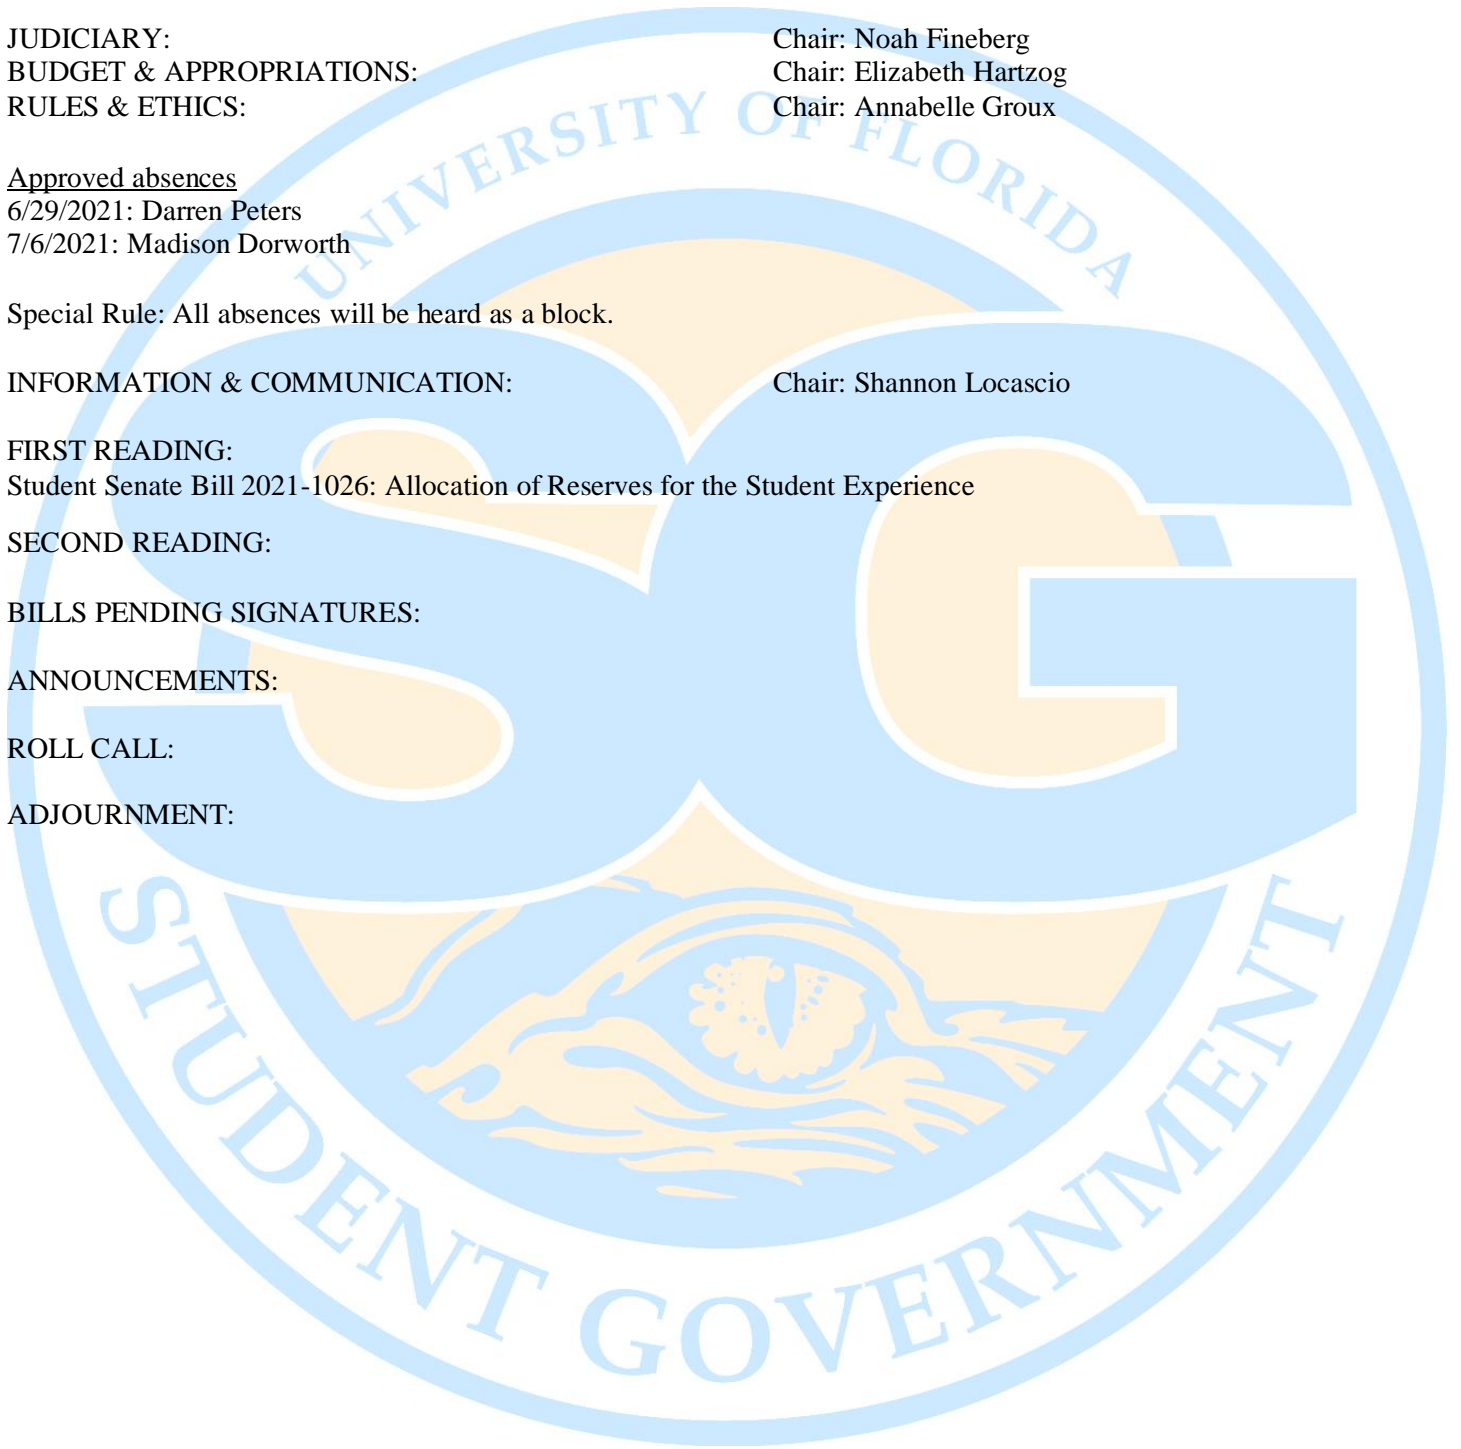 JUDICIARY: Chair: Noah Fineberg
BUDGET & APPROPRIATIONS: Chair: Elizabeth Hartzog
RULES & ETHICS: Chair: Annabelle Groux
Approved absences
6/29/2021: Darren Peters
7/6/2021: Madison Dorworth
Special Rule: All absences will be heard as a block.
INFORMATION & COMMUNICATION: Chair: Shannon Locascio
FIRST READING:
Student Senate Bill 2021-1026: Allocation of Reserves for the Student Experience
SECOND READING:
BILLS PENDING SIGNATURES:
ANNOUNCEMENTS:
ROLL CALL:
ADJOURNMENT:
UNIVERSITY OF FLORIDA
SG
STUDENT GOVERNMENT